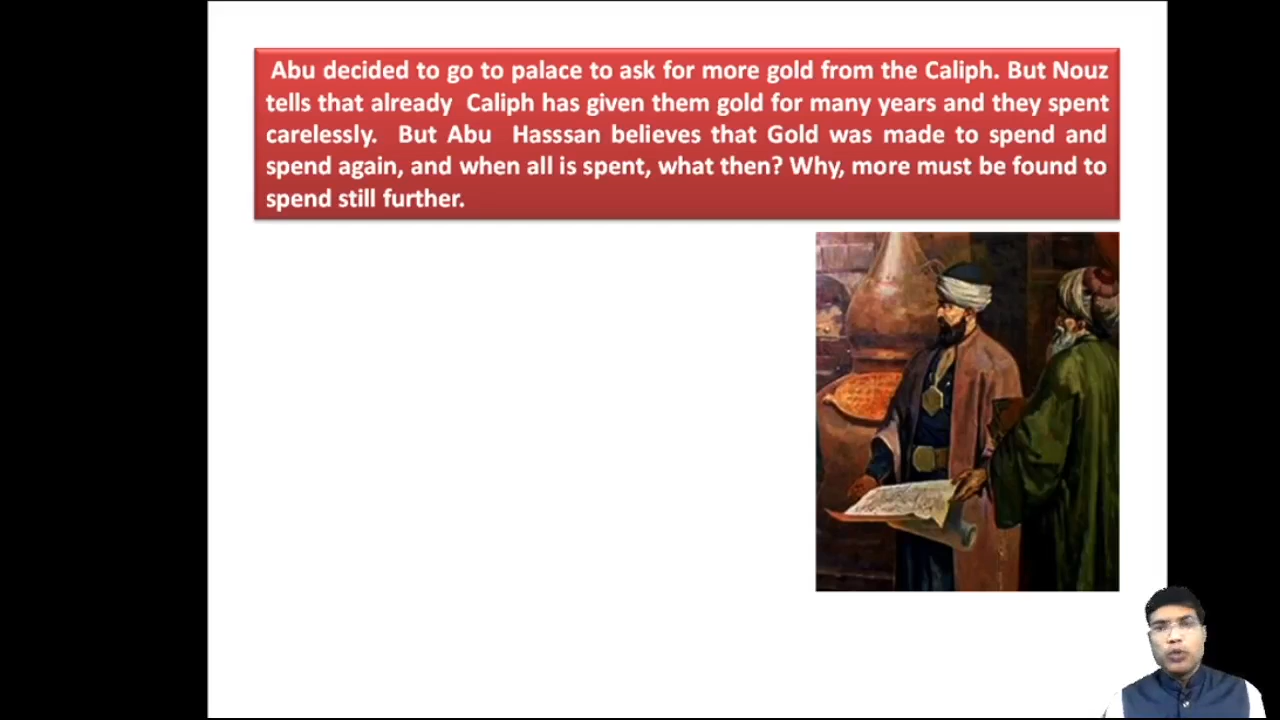 Abu decided to go to palace to ask for more gold from the Caliph. But Nouz
tells that already Caliph has given them gold for many years and they spent
carelessly. But Abu Hasssan believes that Gold was made to spend and
spend again, and when all is spent, what then? Why, more must be found to
spend still further.